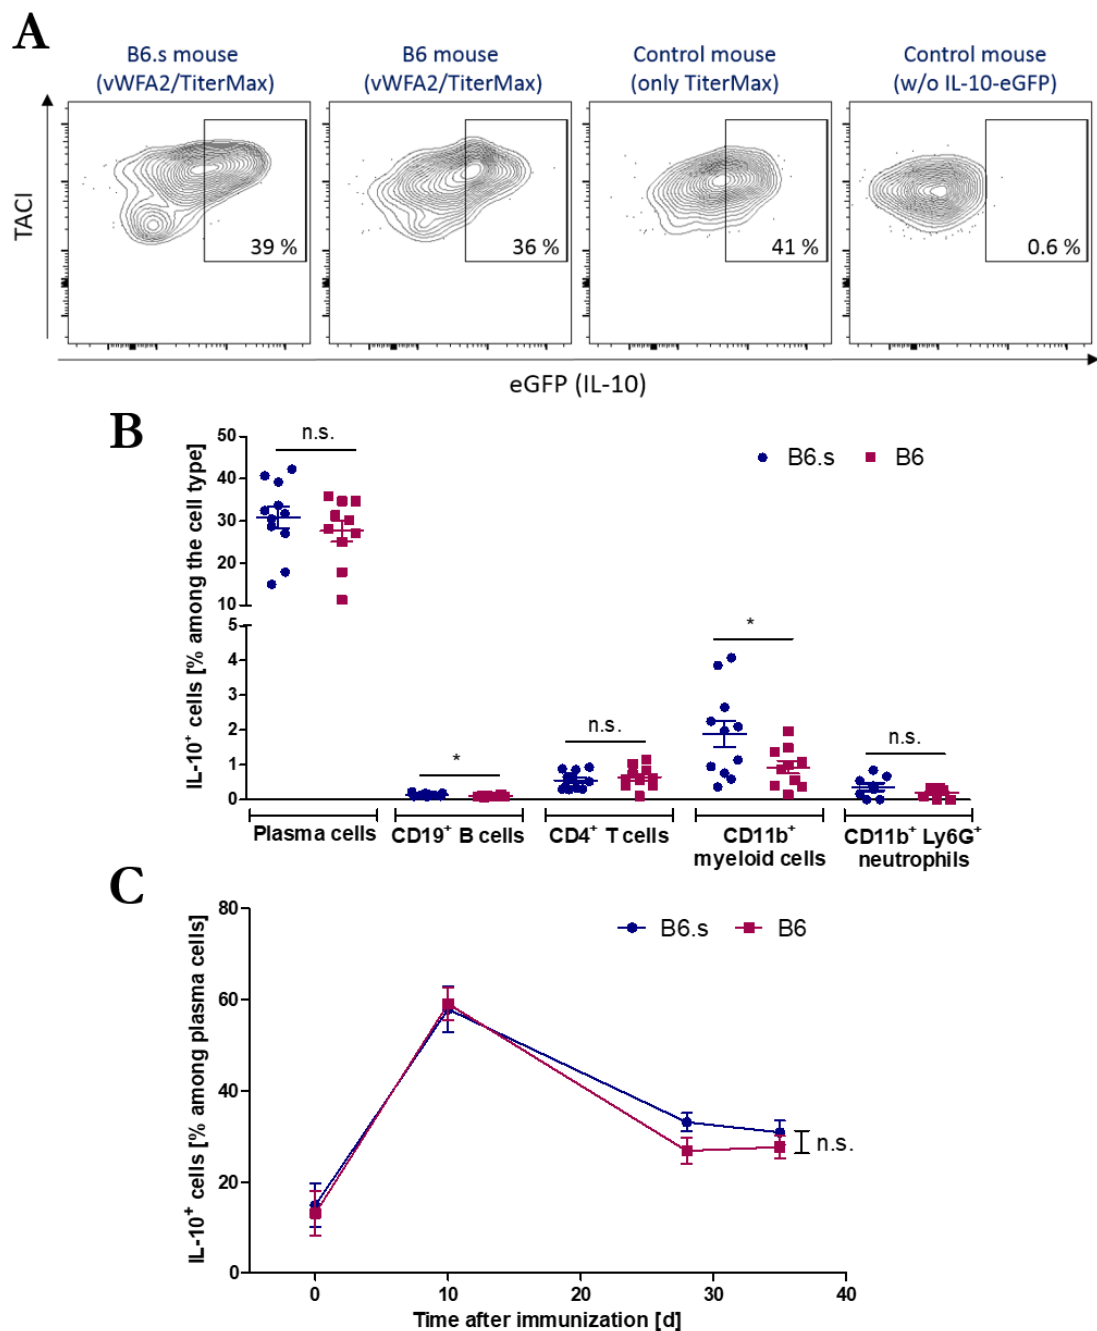 A
B6.s mouse
(vWFA2/TiterMax)
B6 mouse
(vWFA2/TiterMax)
Control mouse
(only TiterMax)
Control mouse
(w/o IL-10-eGFP)
TACI
39 %
36 %
41 %
0.6 %
eGFP (IL-10)
B
IL-10⁺ cells [% among the cell type]
50
40
30
20
10
5
4
3
2
1
0
n.s.
*
n.s.
*
n.s.
B6.s
B6
Plasma cells
CD19⁺ B cells
CD4⁺ T cells
CD11b⁺
myeloid cells
CD11b⁺ Ly6G⁺
neutrophils
C
IL-10⁺ cells [% among plasma cells]
80
60
40
20
0
B6.s
B6
n.s.
0
10
20
30
40
Time after immunization [d]